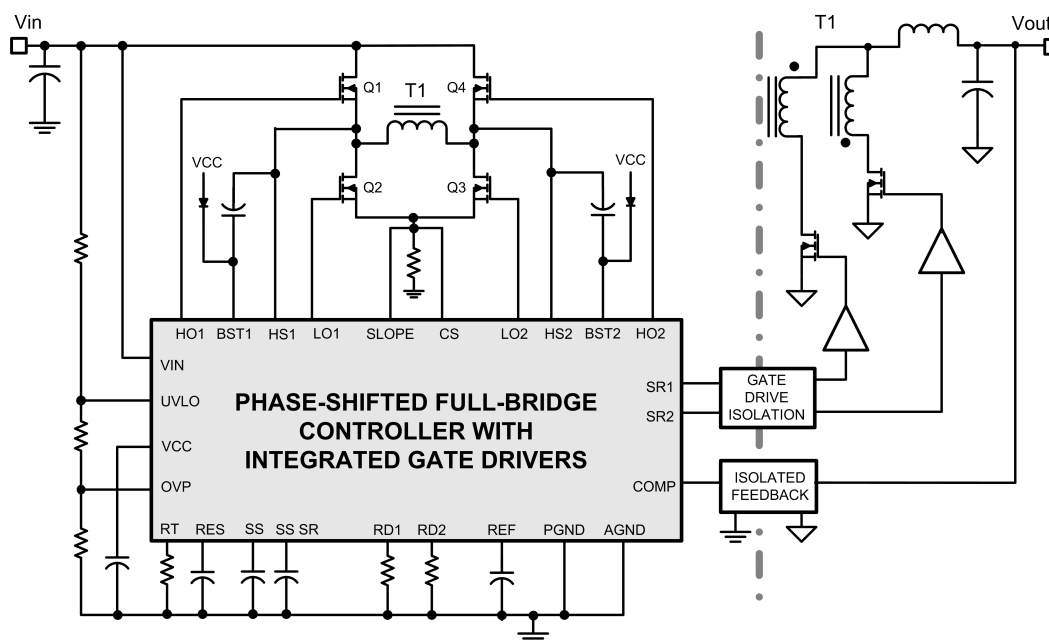 Vin
T1
Vout
Q1
T1
Q4
VCC
Q2
Q3
VCC
HO1
BST1
HS1
LO1
SLOPE
CS
LO2
HS2
BST2
HO2
VIN
UVLO
VCC
OVP
PHASE-SHIFTED FULL-BRIDGE
CONTROLLER WITH
INTEGRATED GATE DRIVERS
SR1
SR2
COMP
GATE
DRIVE
ISOLATION
ISOLATED
FEEDBACK
RT
RES
SS
SS SR
RD1
RD2
REF
PGND
AGND